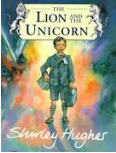 THE
LION AND THE
UNICORN
Shirley Hughes